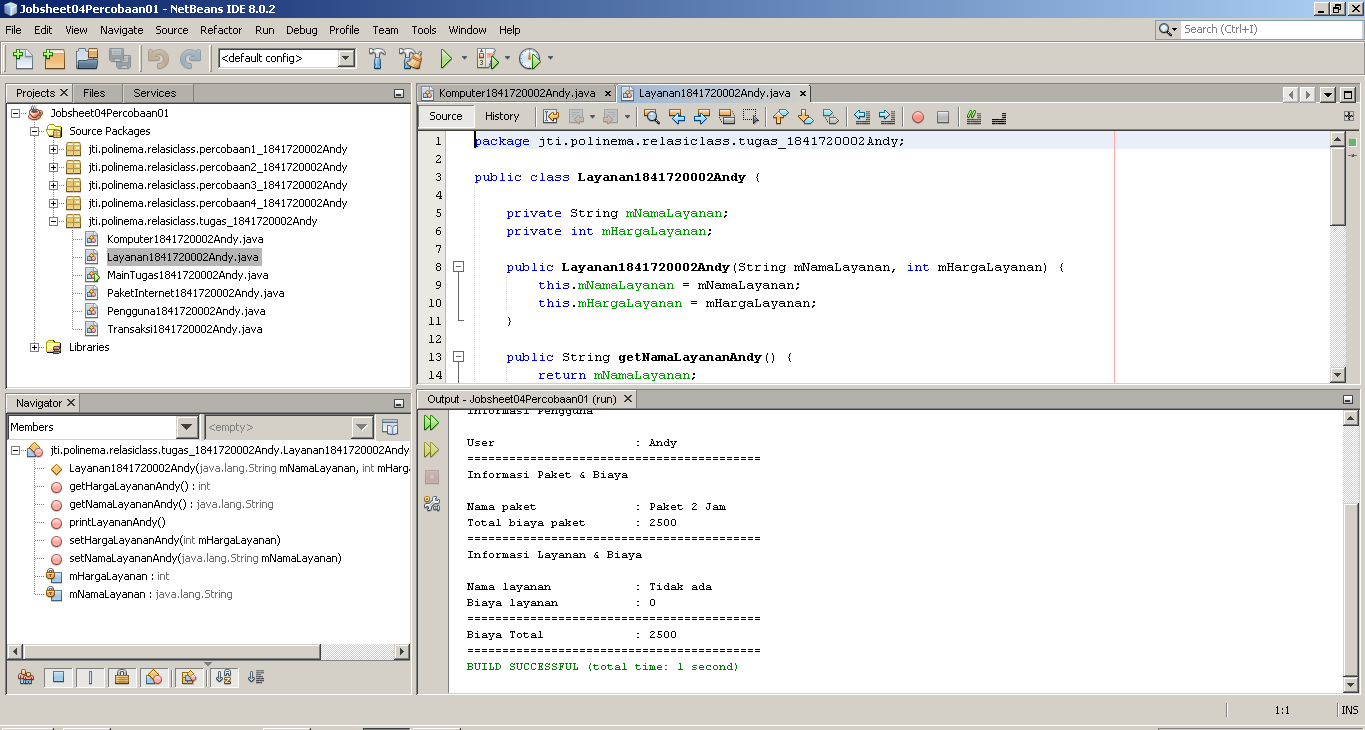 Jobsheet04Percobaan01 - NetBeans IDE 8.0.2
File Edit View Navigate Source Refactor Run Debug Profile Team Tools Window Help
Search (Ctrl+I)
<default config>
Projects Files Services
Jobsheet04Percobaan01
Source Packages
jti.polinema.relasiclass.percobaan1_1841720002Andy
jti.polinema.relasiclass.percobaan2_1841720002Andy
jti.polinema.relasiclass.percobaan3_1841720002Andy
jti.polinema.relasiclass.percobaan4_1841720002Andy
jti.polinema.relasiclass.tugas_1841720002Andy
Komputer1841720002Andy.java
Layanan1841720002Andy.java
MainTugas1841720002Andy.java
PaketInternet1841720002Andy.java
Pengguna1841720002Andy.java
Transaksi1841720002Andy.java
Libraries
Navigator
Members <empty>
jti.polinema.relasiclass.tugas_1841720002Andy.Layanan1841720002Andy
Layanan1841720002Andy(java.lang.String mNamaLayanan, int mHarga
getHargaLayananAndy() : int
getNamaLayananAndy() : java.lang.String
printLayananAndy()
setHargaLayananAndy(int mHargaLayanan)
setNamaLayananAndy(java.lang.String mNamaLayanan)
mHargaLayanan : int
mNamaLayanan : java.lang.String
Komputer1841720002Andy.java Layanan1841720002Andy.java
Source History
1 package jti.polinema.relasiclass.tugas_1841720002Andy;
2
3 public class Layanan1841720002Andy {
4
5 private String mNamaLayanan;
6 private int mHargaLayanan;
7
8 public Layanan1841720002Andy(String mNamaLayanan, int mHargaLayanan) {
9 this.mNamaLayanan = mNamaLayanan;
10 this.mHargaLayanan = mHargaLayanan;
11 }
12
13 public String getNamaLayananAndy() {
14 return mNamaLayanan;
Output - Jobsheet04Percobaan01 (run)
Informasi Pengguna
User : Andy
==========================================
Informasi Paket & Biaya
Nama paket : Paket 2 Jam
Total biaya paket : 2500
==========================================
Informasi Layanan & Biaya
Nama layanan : Tidak ada
Biaya layanan : 0
==========================================
Biaya Total : 2500
==========================================
BUILD SUCCESSFUL (total time: 1 second)
1:1 INS